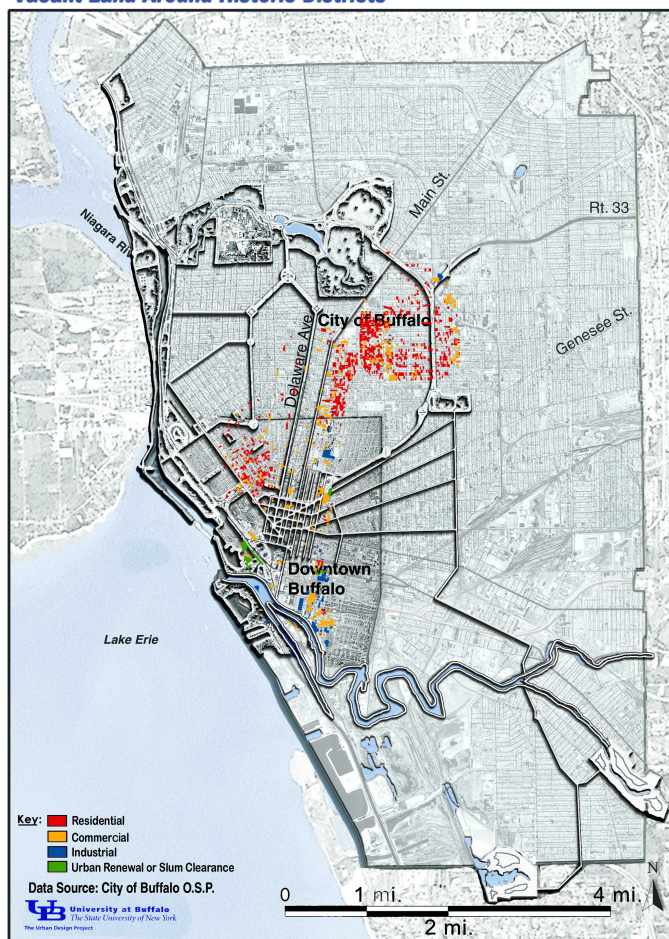 Vacant Land Around Historic Districts
Main St.
Rt. 33
Niagara Riv
City of Buffalo
Delaware Ave
Genesee St.
Downtown
Buffalo
Lake Erie
Key:
Residential
Commercial
Industrial
Urban Renewal or Slum Clearance
Data Source: City of Buffalo O.S.P.
UB University at Buffalo
The State University of New York
The Urban Design Project
0 1 mi. 4 mi.
2 mi.
N